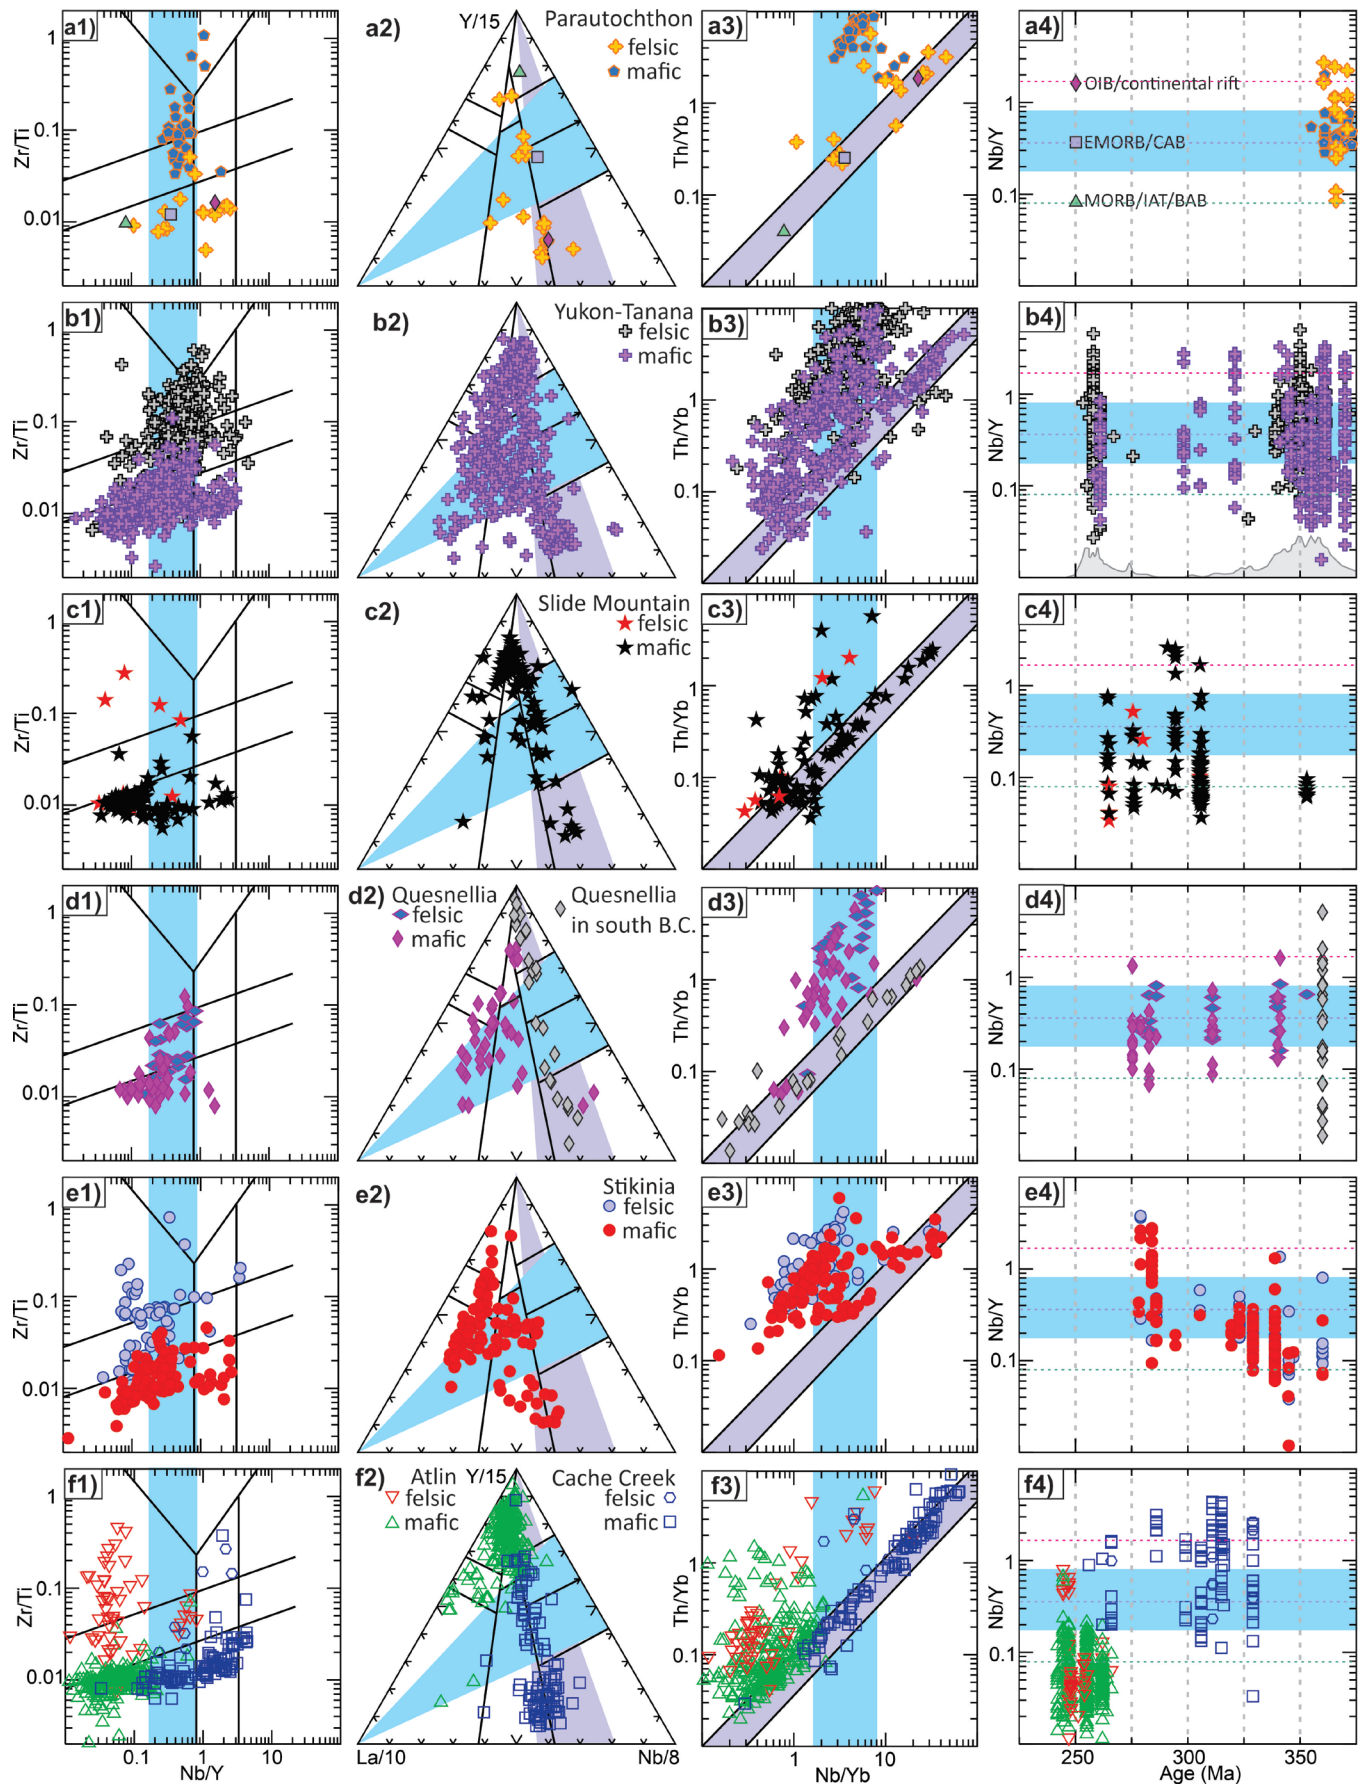 a1)
Zr/Ti
1
0.1
0.01
a2)
Y/15
Parautochthon
felsic
mafic
a3)
Th/Yb
1
0.1
a4)
Nb/Y
1
0.1
OIB/continental rift
EMORB/CAB
MORB/IAT/BAB
b1)
Zr/Ti
1
0.1
0.01
b2)
Yukon-Tanana
felsic
mafic
b3)
Th/Yb
1
0.1
b4)
Nb/Y
1
0.1
c1)
Zr/Ti
1
0.1
0.01
c2)
Slide Mountain
felsic
mafic
c3)
Th/Yb
1
0.1
c4)
Nb/Y
1
0.1
d1)
Zr/Ti
1
0.1
0.01
d2)
Quesnellia
felsic
mafic
Quesnellia
in south B.C.
d3)
Th/Yb
1
0.1
d4)
Nb/Y
1
0.1
e1)
Zr/Ti
1
0.1
0.01
e2)
Stikinia
felsic
mafic
e3)
Th/Yb
1
0.1
e4)
Nb/Y
1
0.1
f1)
Zr/Ti
1
0.1
0.01
0.1 1 10
Nb/Y
f2)
Y/15
Atlin
felsic
mafic
Cache Creek
felsic
mafic
La/10 Nb/8
f3)
Th/Yb
1
0.1
1 10
Nb/Yb
f4)
Nb/Y
1
0.1
250 300 350
Age (Ma)